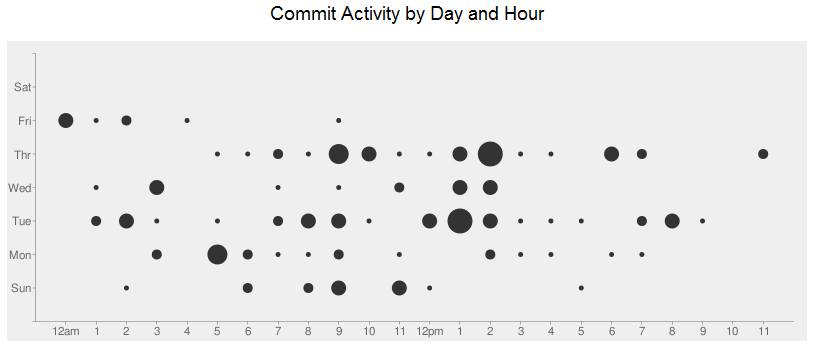 Commit Activity by Day and Hour
Sat
Fri
Thr
Wed
Tue
Mon
Sun
12am 1 2 3 4 5 6 7 8 9 10 11 12pm 1 2 3 4 5 6 7 8 9 10 11